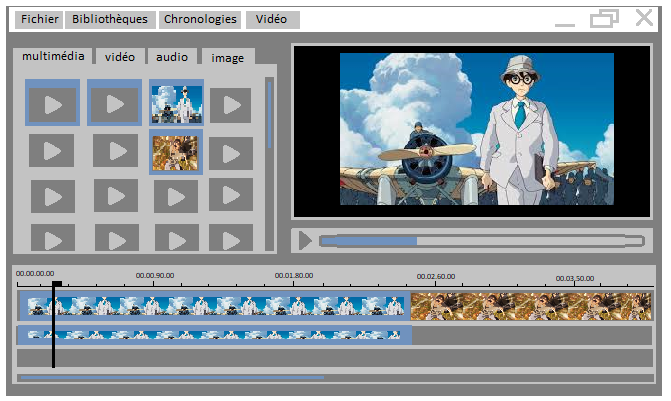 Fichier Bibliothèques Chronologies Vidéo
multimédia vidéo audio image
00.00.00.00 00.00.90.00 00.01.80.00 00.02.60.00 00.03,50.00